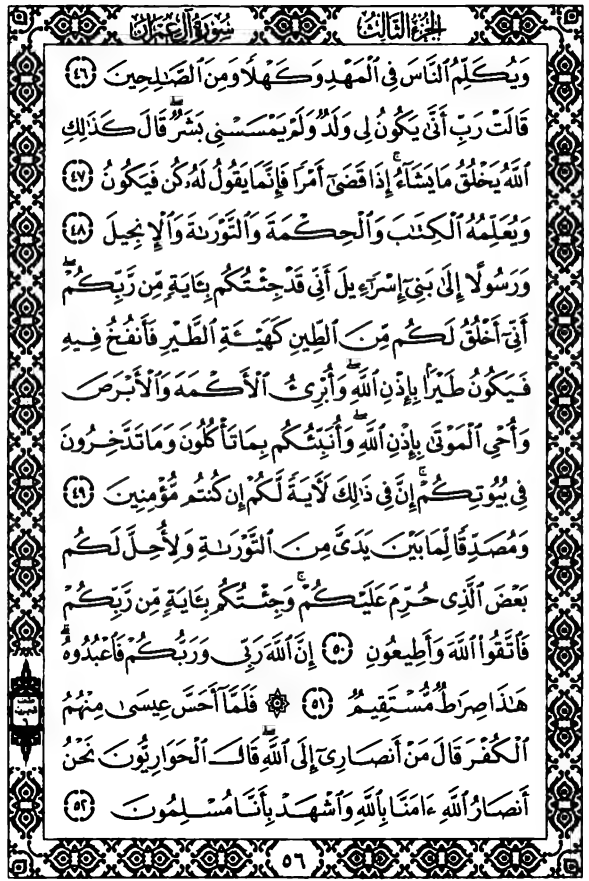 الجزء الثالث سورة آل عمران
وَيُكَلِّمُ ٱلنَّاسَ فِى ٱلْمَهْدِ وَكَهْلًا وَمِنَ ٱلصَّٰلِحِينَ ٤٦
قَالَتْ رَبِّ أَنَّىٰ يَكُونُ لِى وَلَدٌ وَلَمْ يَمْسَسْنِى بَشَرٌ ۖ قَالَ كَذَٰلِكِ
ٱللَّهُ يَخْلُقُ مَا يَشَآءُ ۚ إِذَا قَضَىٰٓ أَمْرًا فَإِنَّمَا يَقُولُ لَهُۥ كُن فَيَكُونُ ٤٧
وَيُعَلِّمُهُ ٱلْكِتَٰبَ وَٱلْحِكْمَةَ وَٱلتَّوْرَىٰةَ وَٱلْإِنجِيلَ ٤٨
وَرَسُولًا إِلَىٰ بَنِىٓ إِسْرَٰٓءِيلَ أَنِّى قَدْ جِئْتُكُم بِـَٔايَةٍ مِّن رَّبِّكُمْ ۖ
أَنِّىٓ أَخْلُقُ لَكُم مِّنَ ٱلطِّينِ كَهَيْـَٔةِ ٱلطَّيْرِ فَأَنفُخُ فِيهِ
فَيَكُونُ طَيْرًۢا بِإِذْنِ ٱللَّهِ ۖ وَأُبْرِئُ ٱلْأَكْمَهَ وَٱلْأَبْرَصَ
وَأُحْىِ ٱلْمَوْتَىٰ بِإِذْنِ ٱللَّهِ ۖ وَأُنَبِّئُكُم بِمَا تَأْكُلُونَ وَمَا تَدَّخِرُونَ
فِى بُيُوتِكُمْ ۚ إِنَّ فِى ذَٰلِكَ لَـَٔايَةً لَّكُمْ إِن كُنتُم مُّؤْمِنِينَ ٤٩
وَمُصَدِّقًا لِّمَا بَيْنَ يَدَىَّ مِنَ ٱلتَّوْرَىٰةِ وَلِأُحِلَّ لَكُم
بَعْضَ ٱلَّذِى حُرِّمَ عَلَيْكُمْ ۚ وَجِئْتُكُم بِـَٔايَةٍ مِّن رَّبِّكُمْ
فَٱتَّقُوا۟ ٱللَّهَ وَأَطِيعُونِ ٥٠ إِنَّ ٱللَّهَ رَبِّى وَرَبُّكُمْ فَٱعْبُدُوهُ ۗ
هَٰذَا صِرَٰطٌ مُّسْتَقِيمٌ ٥١ ۞ فَلَمَّآ أَحَسَّ عِيسَىٰ مِنْهُمُ
ٱلْكُفْرَ قَالَ مَنْ أَنصَارِىٓ إِلَى ٱللَّهِ ۖ قَالَ ٱلْحَوَارِيُّونَ نَحْنُ
أَنصَارُ ٱللَّهِ ءَامَنَّا بِٱللَّهِ وَٱشْهَدْ بِأَنَّا مُسْلِمُونَ ٥٢
٥٦